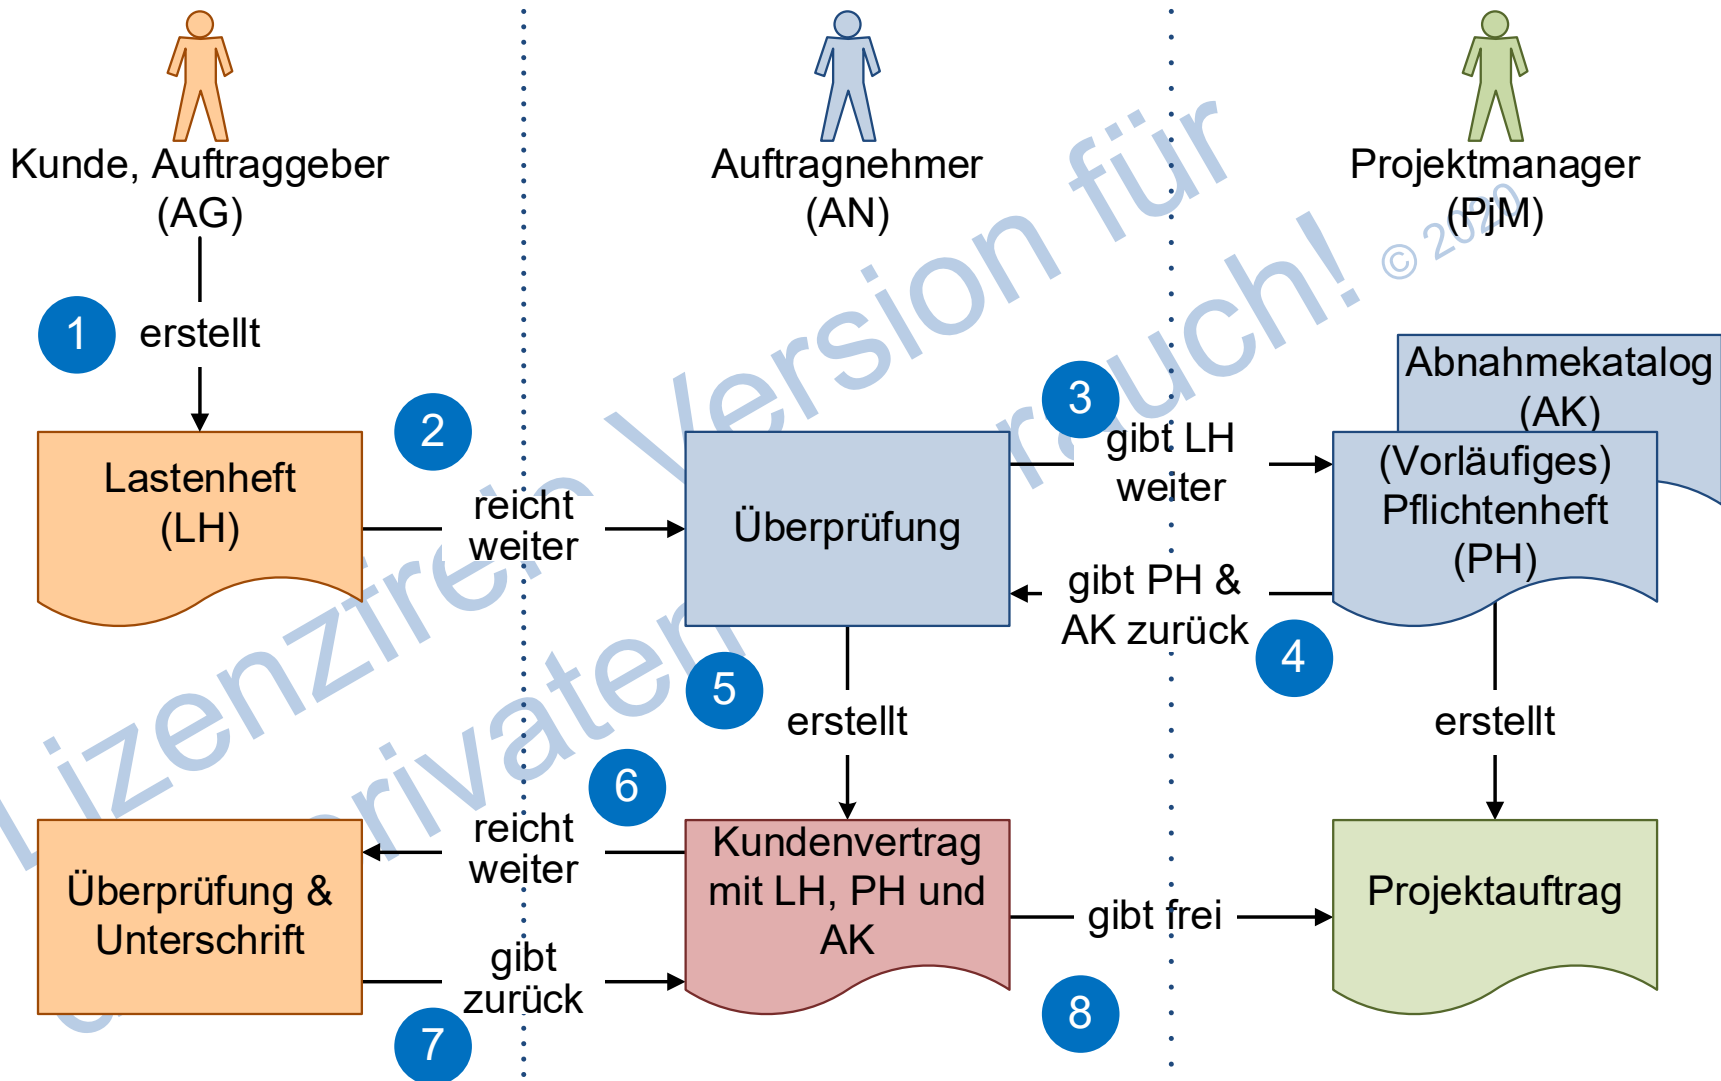 Kunde, Auftraggeber
(AG)
Auftragnehmer
(AN)
Projektmanager
(PjM)
© 2020
1
erstellt
Lastenheft
(LH)
2
reicht
weiter
Überprüfung
3
gibt LH
weiter
Abnahmekatalog
(AK)
(Vorläufiges)
Pflichtenheft
(PH)
gibt PH &
AK zurück
4
5
erstellt
erstellt
6
reicht
weiter
Überprüfung &
Unterschrift
Kundenvertrag
mit LH, PH und
AK
gibt frei
Projektauftrag
gibt
zurück
7
8
Lizenzfreie Version für